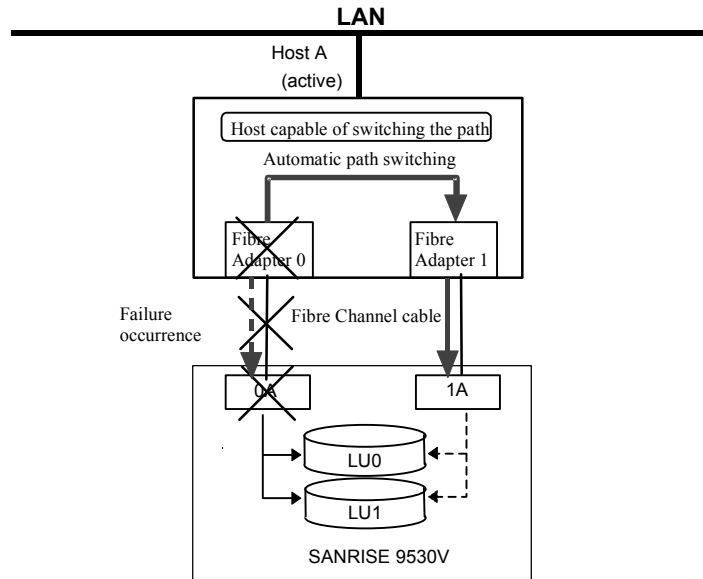 LAN
Host A
(active)
Host capable of switching the path
Automatic path switching
Fibre
Adapter 0
Fibre
Adapter 1
Failure
occurrence
Fibre Channel cable
0A
1A
LU0
LU1
SANRISE 9530V